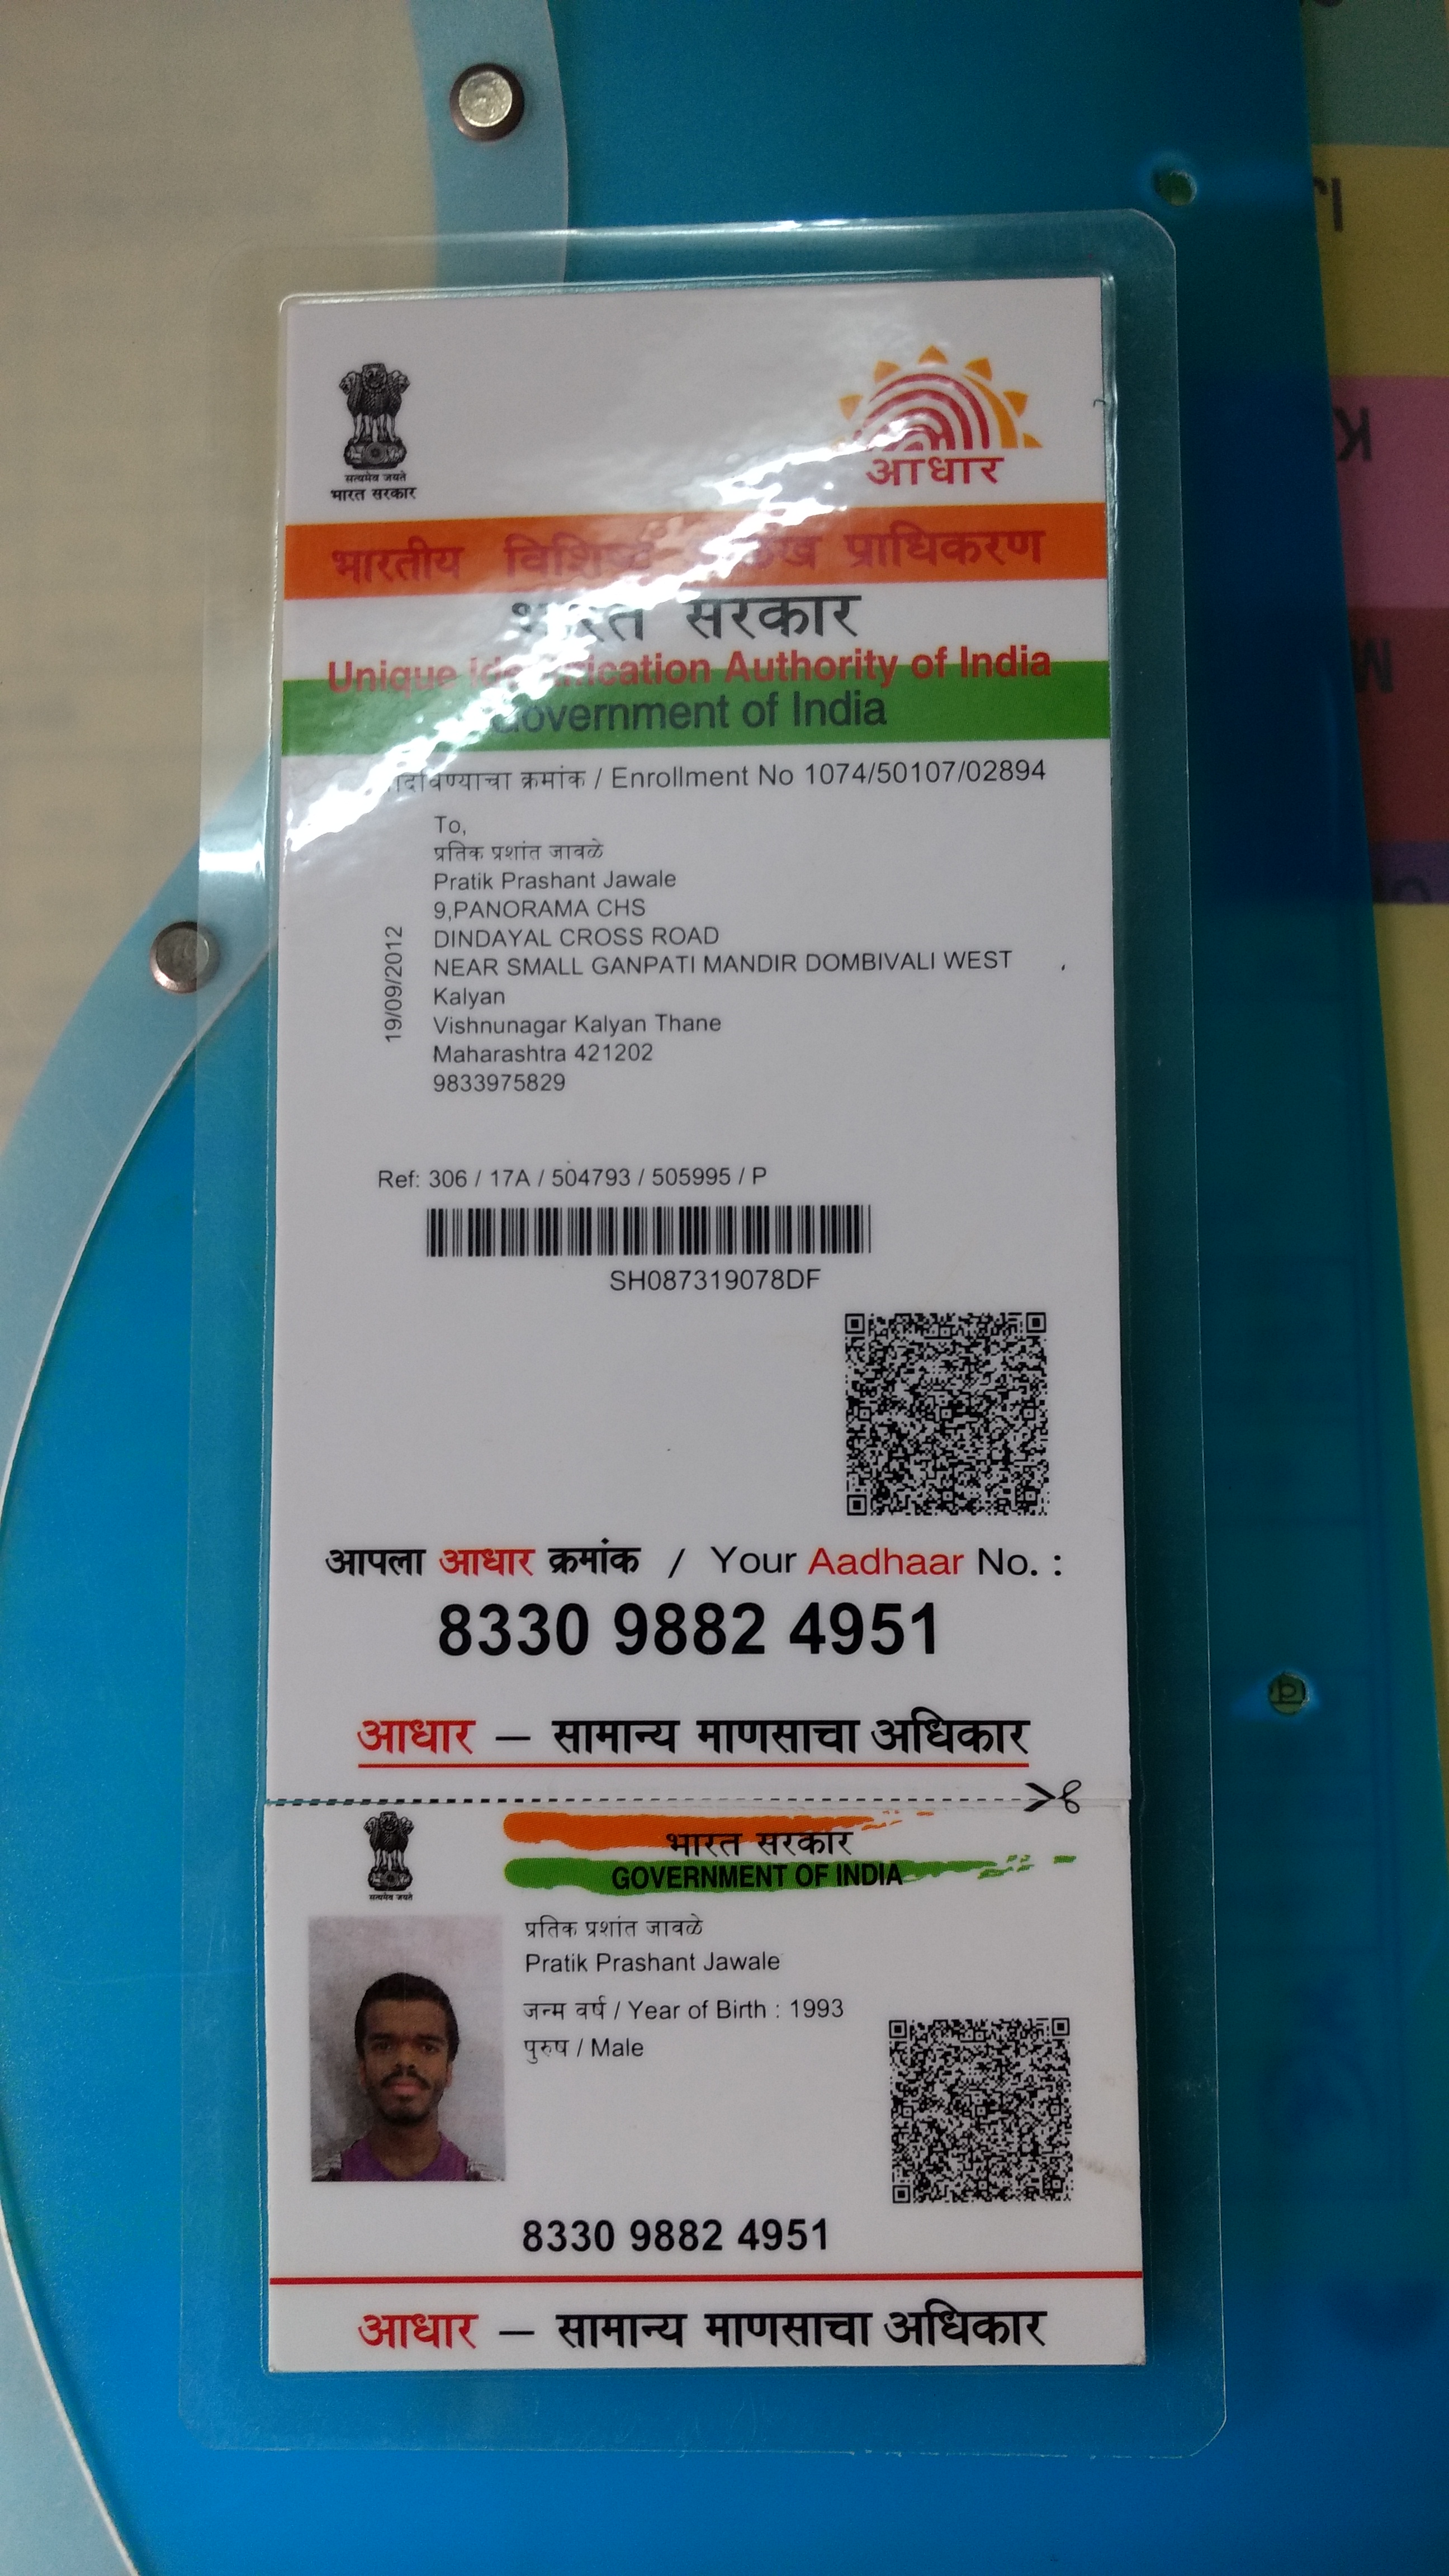 सत्यमेव जयते
भारत सरकार
आधार
भारतीय प्राधिकरण
भारत सरकार
Unique Identification Authority of India
Government of India
क्रमांक / Enrollment No 1074/50107/02894
To,
प्रतिक प्रशांत जावळे
Pratik Prashant Jawale
9,PANORAMA CHS
DINDAYAL CROSS ROAD
NEAR SMALL GANPATI MANDIR DOMBIVALI WEST
Kalyan
Vishnunagar Kalyan Thane
Maharashtra 421202
9833975829
19/09/2012
Ref: 306 / 17A / 504793 / 505995 / P
SH087319078DF
आपला आधार क्रमांक / Your Aadhaar No. :
8330 9882 4951
आधार – सामान्य माणसाचा अधिकार
सत्यमेव जयते
भारत सरकार
GOVERNMENT OF INDIA
प्रतिक प्रशांत जावळे
Pratik Prashant Jawale
जन्म वर्ष / Year of Birth : 1993
पुरुष / Male
8330 9882 4951
आधार – सामान्य माणसाचा अधिकार